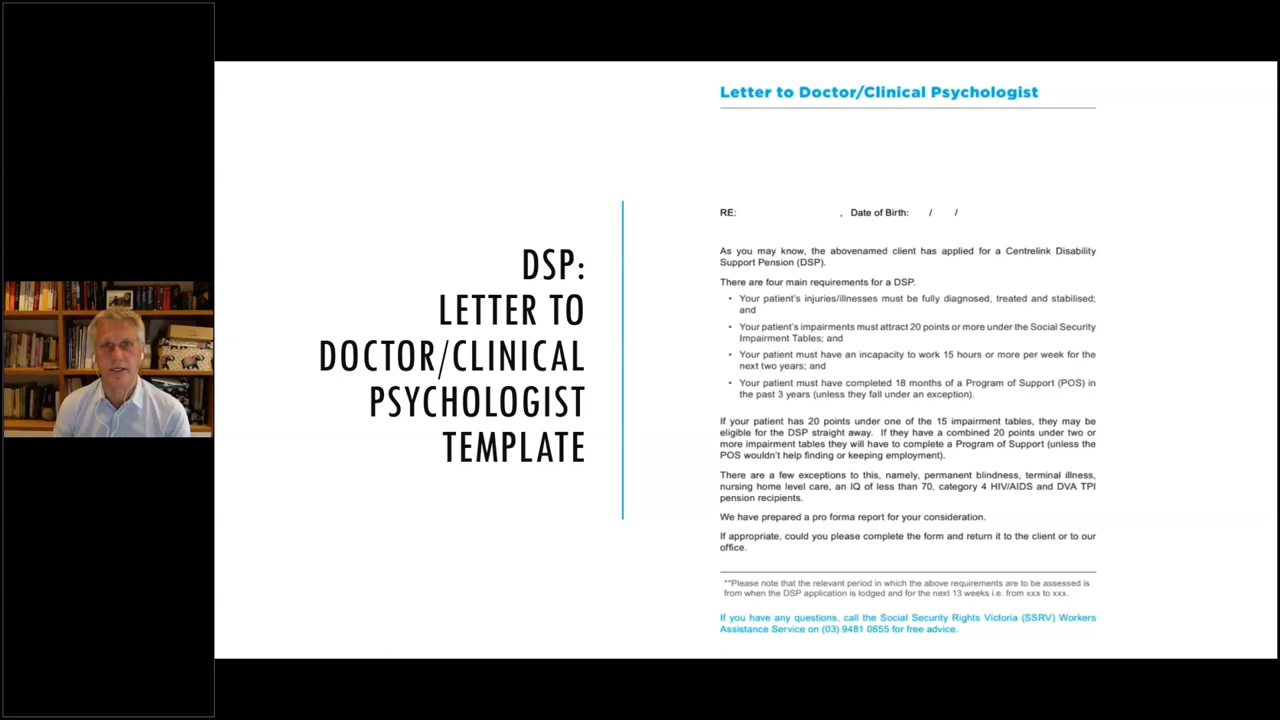 DSP:
LETTER TO
DOCTOR/CLINICAL
PSYCHOLOGIST
TEMPLATE
Letter to Doctor/Clinical Psychologist
RE: , Date of Birth: / /
As you may know, the abovenamed client has applied for a Centrelink Disability
Support Pension (DSP).
There are four main requirements for a DSP.
• Your patient's injuries/illnesses must be fully diagnosed, treated and stabilised;
and
• Your patient's impairments must attract 20 points or more under the Social Security
Impairment Tables; and
• Your patient must have an incapacity to work 15 hours or more per week for the
next two years; and
• Your patient must have completed 18 months of a Program of Support (POS) in
the past 3 years (unless they fall under an exception).
If your patient has 20 points under one of the 15 impairment tables, they may be
eligible for the DSP straight away. If they have a combined 20 points under two or
more impairment tables they will have to complete a Program of Support (unless the
POS wouldn't help finding or keeping employment).
There are a few exceptions to this, namely, permanent blindness, terminal illness,
nursing home level care, an IQ of less than 70, category 4 HIV/AIDS and DVA TPI
pension recipients.
We have prepared a pro forma report for your consideration.
If appropriate, could you please complete the form and return it to the client or to our
office.
**Please note that the relevant period in which the above requirements are to be assessed is
from when the DSP application is lodged and for the next 13 weeks i.e. from xxx to xxx.
If you have any questions, call the Social Security Rights Victoria (SSRV) Workers
Assistance Service on (03) 9481 0655 for free advice.